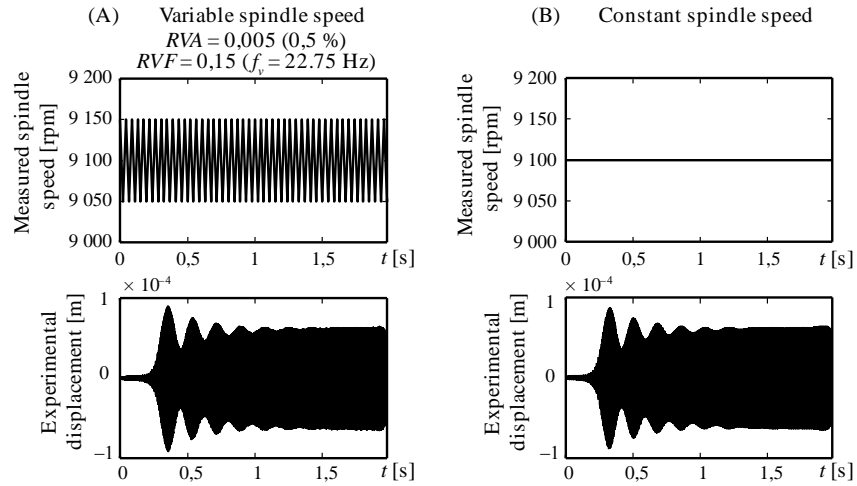 (A) Variable spindle speed
RVA = 0,005 (0,5 %)
RVF = 0,15 (fv = 22.75 Hz)
Measured spindle
speed [rpm]
9 200
9 150
9 100
9 050
9 000
0 0,5 1 1,5 t [s]
Experimental
displacement [m]
× 10⁻⁴
1
0
−1
0 0,5 1 1,5 t [s]
(B) Constant spindle speed
Measured spindle
speed [rpm]
9 200
9 150
9 100
9 050
9 000
0 0,5 1 1,5 t [s]
Experimental
displacement [m]
× 10⁻⁴
1
0
−1
0 0,5 1 1,5 t [s]